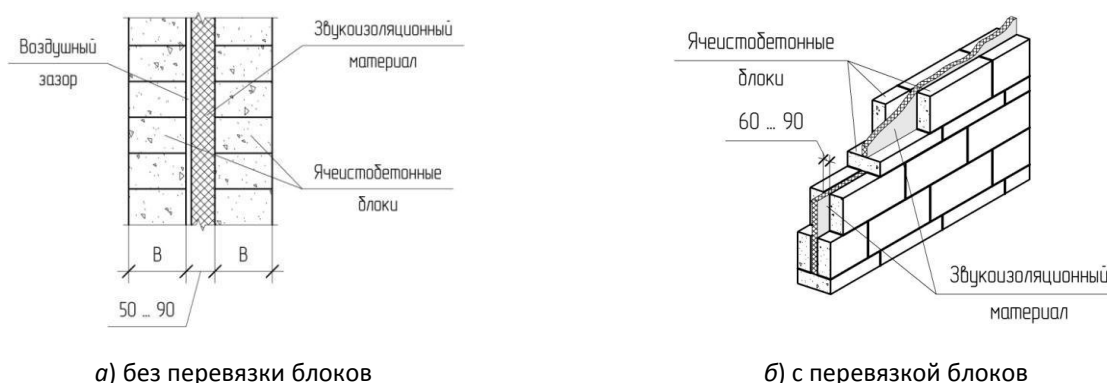 Воздушный
зазор
Звукоизоляционный
материал
Ячеистобетонные
блоки
В
В
50 ... 90
а) без перевязки блоков
Ячеистобетонные
блоки
60 ... 90
Звукоизоляционный
материал
б) с перевязкой блоков